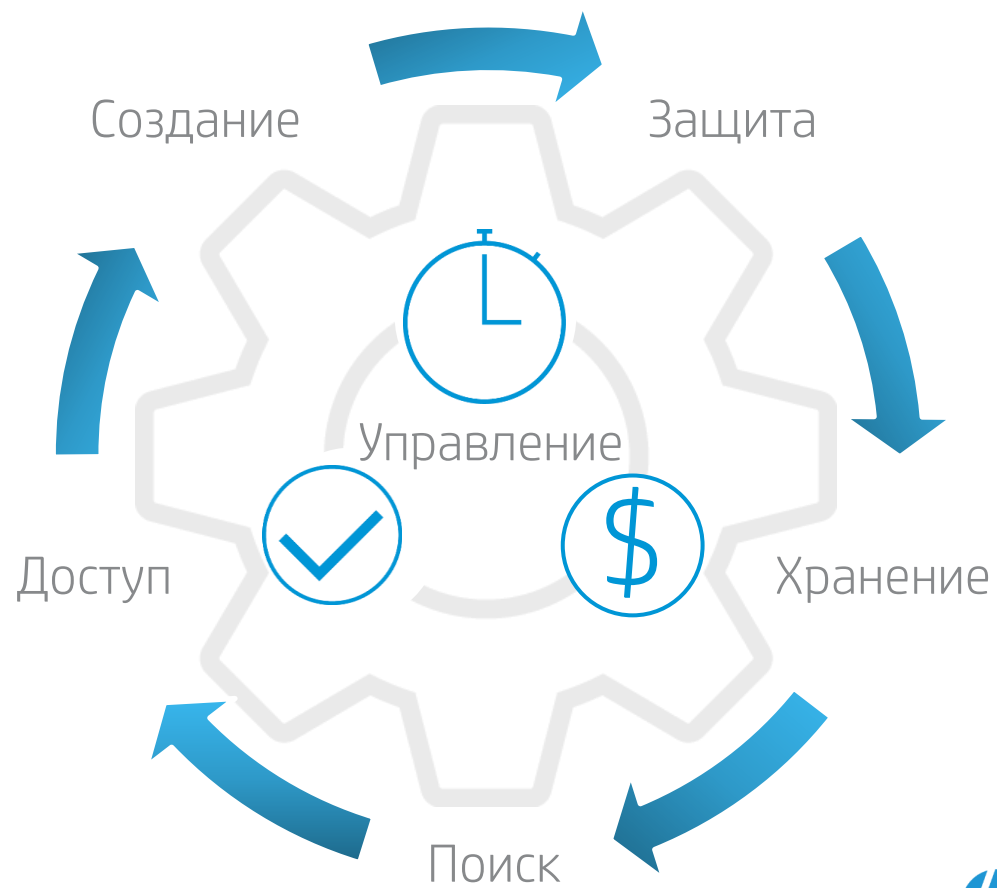 Создание
Защита
Управление
$
Доступ
Хранение
Поиск